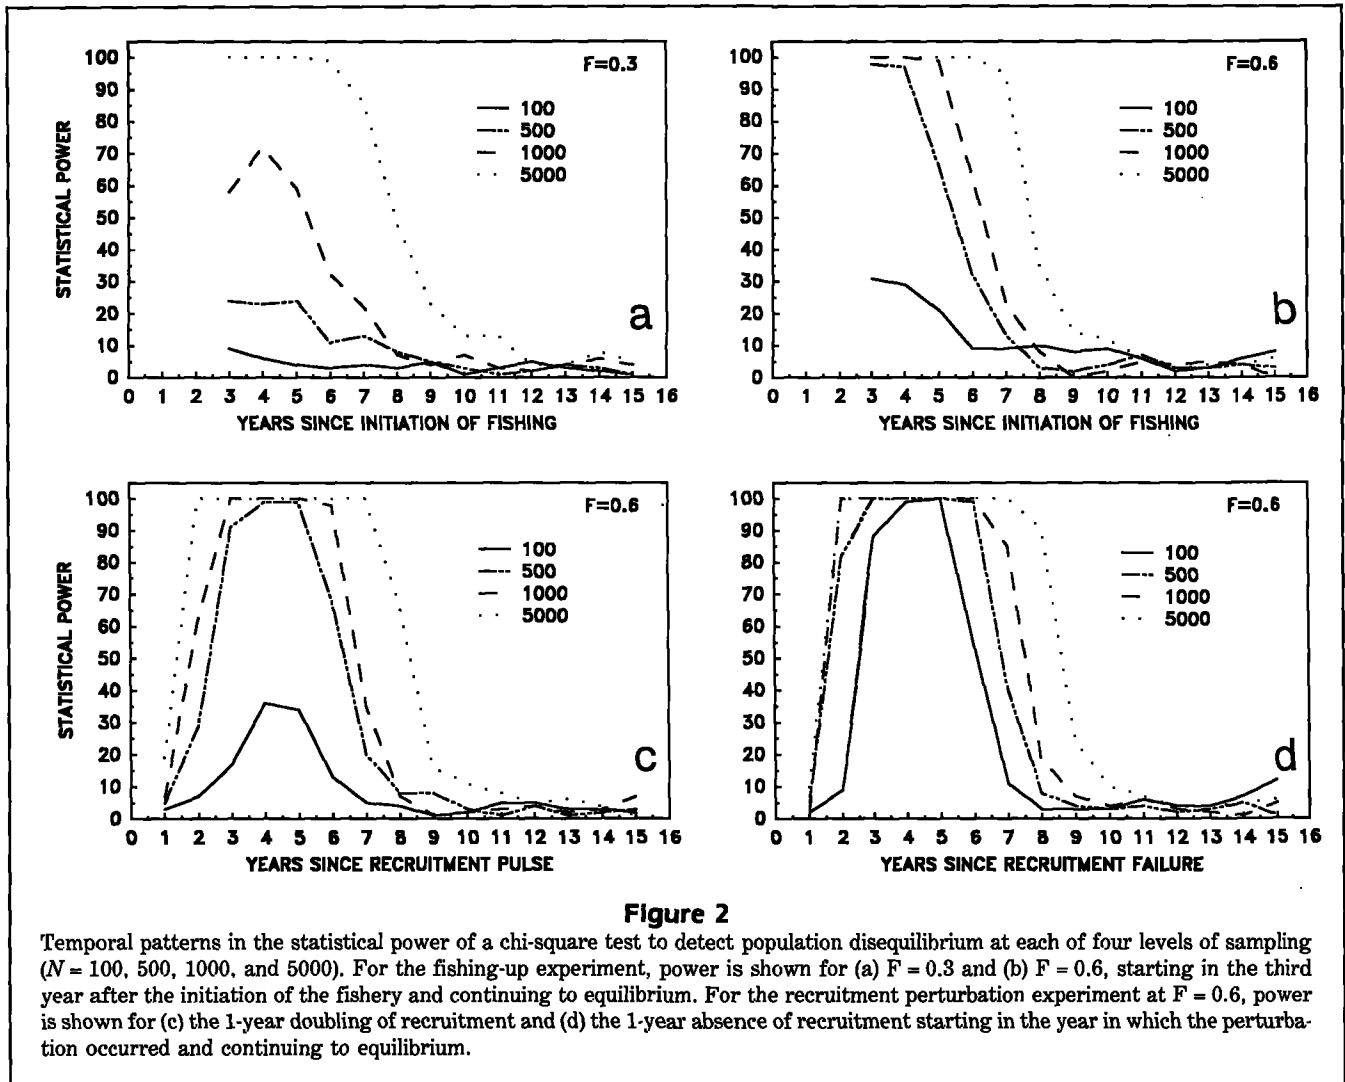 100
90
80
70
60
50
40
30
20
10
0
STATISTICAL POWER
F=0.3
100
500
1000
5000
a
0 1 2 3 4 5 6 7 8 9 10 11 12 13 14 15 16
YEARS SINCE INITIATION OF FISHING
100
90
80
70
60
50
40
30
20
10
0
F=0.6
100
500
1000
5000
b
0 1 2 3 4 5 6 7 8 9 10 11 12 13 14 15 16
YEARS SINCE INITIATION OF FISHING
100
90
80
70
60
50
40
30
20
10
0
STATISTICAL POWER
F=0.6
100
500
1000
5000
c
0 1 2 3 4 5 6 7 8 9 10 11 12 13 14 15 16
YEARS SINCE RECRUITMENT PULSE
100
90
80
70
60
50
40
30
20
10
0
F=0.6
100
500
1000
5000
d
0 1 2 3 4 5 6 7 8 9 10 11 12 13 14 15 16
YEARS SINCE RECRUITMENT FAILURE
Figure 2
Temporal patterns in the statistical power of a chi-square test to detect population disequilibrium at each of four levels of sampling
(N = 100, 500, 1000, and 5000). For the fishing-up experiment, power is shown for (a) F = 0.3 and (b) F = 0.6, starting in the third
year after the initiation of the fishery and continuing to equilibrium. For the recruitment perturbation experiment at F = 0.6, power
is shown for (c) the 1-year doubling of recruitment and (d) the 1-year absence of recruitment starting in the year in which the perturba-
tion occurred and continuing to equilibrium.